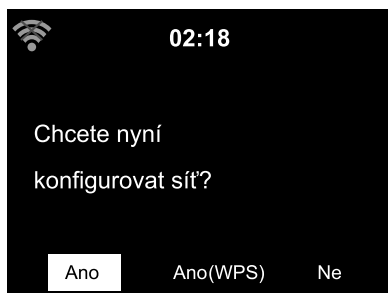 02:18
Chcete nyní
konfigurovat síť?
Ano Ano(WPS) Ne